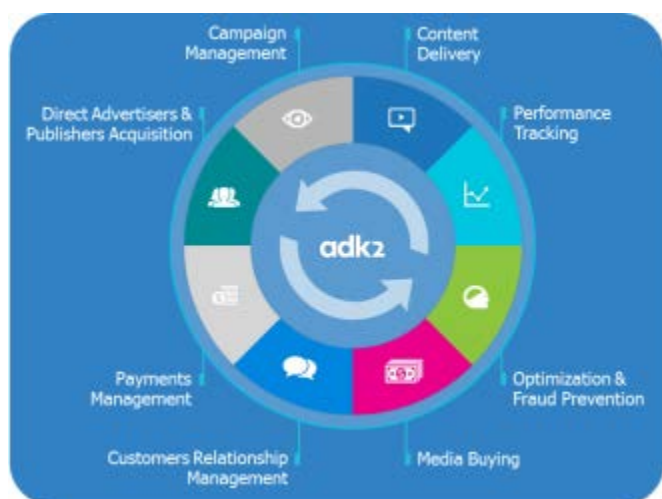 Campaign
Management
Content
Delivery
Direct Advertisers &
Publishers Acquisition
Performance
Tracking
adk2
Payments
Management
Optimization &
Fraud Prevention
Customers Relationship
Management
Media Buying